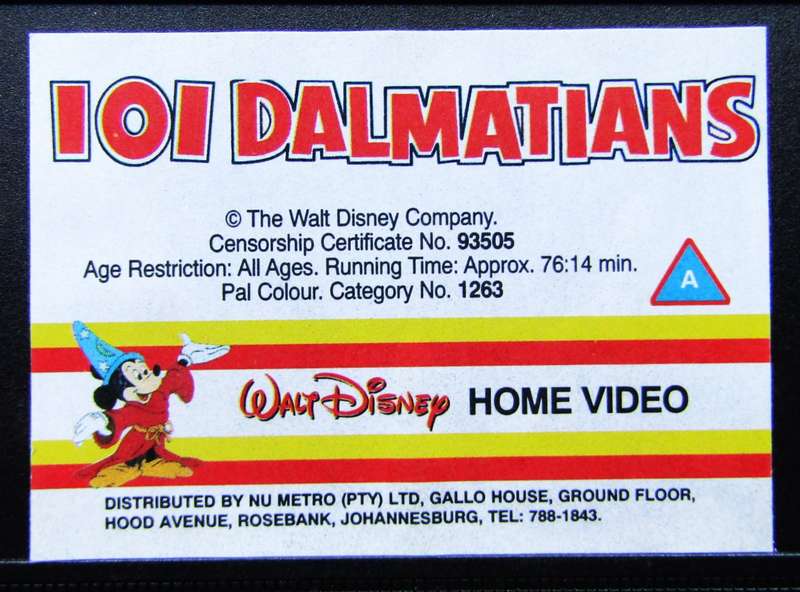 101 DALMATIANS
© The Walt Disney Company.
Censorship Certificate No. 93505
Age Restriction: All Ages. Running Time: Approx. 76:14 min.
Pal Colour. Category No. 1263
A
WALT DISNEY HOME VIDEO
DISTRIBUTED BY NU METRO (PTY) LTD, GALLO HOUSE, GROUND FLOOR,
HOOD AVENUE, ROSEBANK, JOHANNESBURG, TEL: 788-1843.